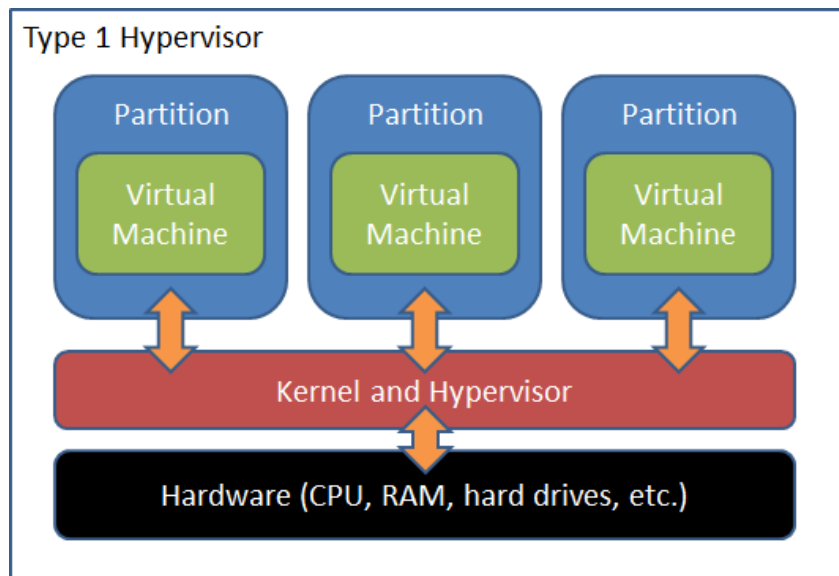 Type 1 Hypervisor
Partition
Virtual
Machine
Partition
Virtual
Machine
Partition
Virtual
Machine
Kernel and Hypervisor
Hardware (CPU, RAM, hard drives, etc.)